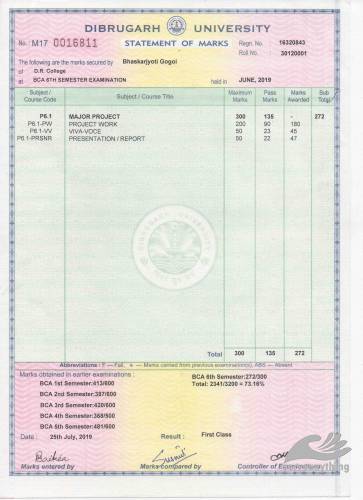 DIBRUGARH UNIVERSITY
No. M17 0016811 STATEMENT OF MARKS Regn. No. 16320843
Roll No. 30120001
The following are the marks secured by Bhaskarjyoti Gogoi
of D.R. College
at BCA 6TH SEMESTER EXAMINATION held in JUNE, 2019
Subject / Course Code Subject / Course Title Maximum Marks Pass Marks Marks Awarded Sub Total
P6.1 MAJOR PROJECT 300 135 - 272
P6.1-PW PROJECT WORK 200 90 180
P6.1-VV VIVA-VOCE 50 23 45
P6.1-PRSNR PRESENTATION / REPORT 50 22 47
DIBRUGARH UNIVERSITY
Total 300 135 272
Abbreviations : F — Fail, — Marks carried from previous examination(s), ABS — Absent
Marks obtained in earlier examinations :
BCA 1st Semester:413/600 BCA 6th Semester:272/300
Total: 2341/3200 = 73.16%
BCA 2nd Semester:387/600
BCA 3rd Semester:420/600
BCA 4th Semester:368/500
BCA 5th Semester:481/600
Date : 25th July, 2019 Result : First Class
Marks entered by Marks compared by Controller of Examinations